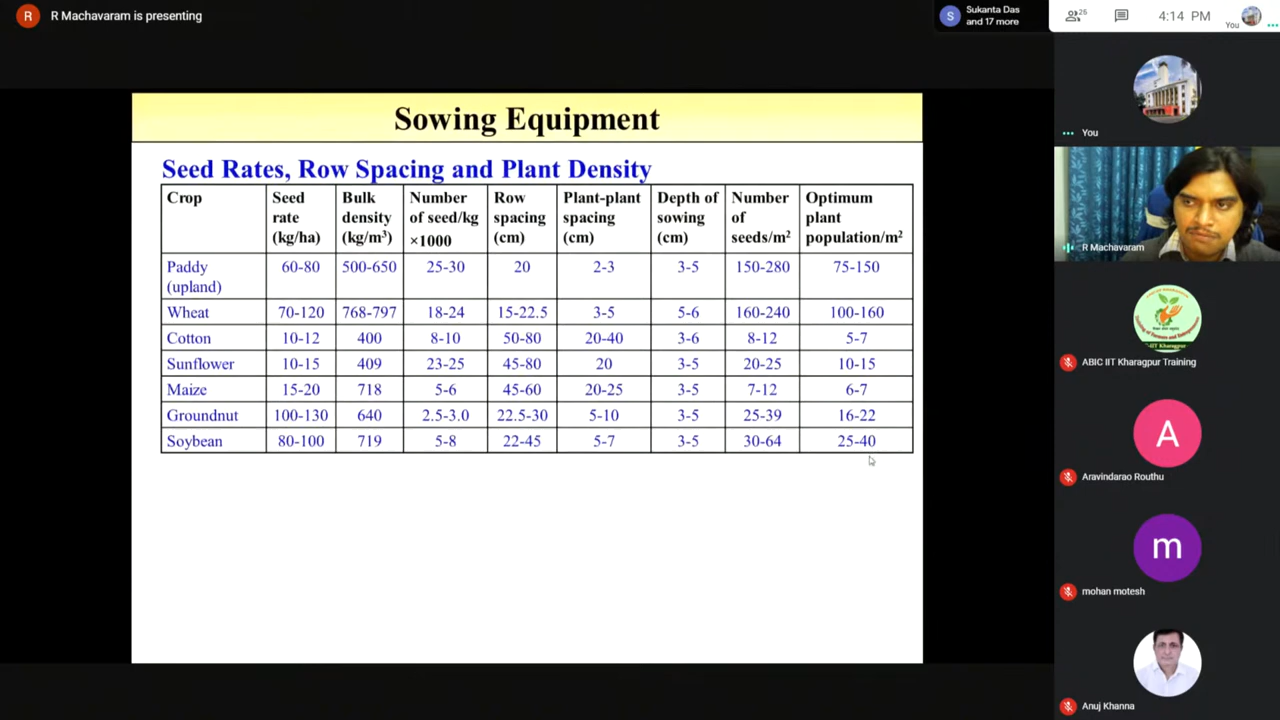 R
R Machavaram is presenting
S
Sukanta Das
and 17 more
26
4:14 PM
You
Sowing Equipment
Seed Rates, Row Spacing and Plant Density
Crop Seed rate (kg/ha) Bulk density (kg/m³) Number of seed/kg ×1000 Row spacing (cm) Plant-plant spacing (cm) Depth of sowing (cm) Number of seeds/m² Optimum plant population/m²
Paddy (upland) 60-80 500-650 25-30 20 2-3 3-5 150-280 75-150
Wheat 70-120 768-797 18-24 15-22.5 3-5 5-6 160-240 100-160
Cotton 10-12 400 8-10 50-80 20-40 3-6 8-12 5-7
Sunflower 10-15 409 23-25 45-80 20 3-5 20-25 10-15
Maize 15-20 718 5-6 45-60 20-25 3-5 7-12 6-7
Groundnut 100-130 640 2.5-3.0 22.5-30 5-10 3-5 25-39 16-22
Soybean 80-100 719 5-8 22-45 5-7 3-5 30-64 25-40
You
R Machavaram
ABIC IIT Kharagpur Training
A
Aravindarao Routhu
m
mohan motesh
Anuj Khanna